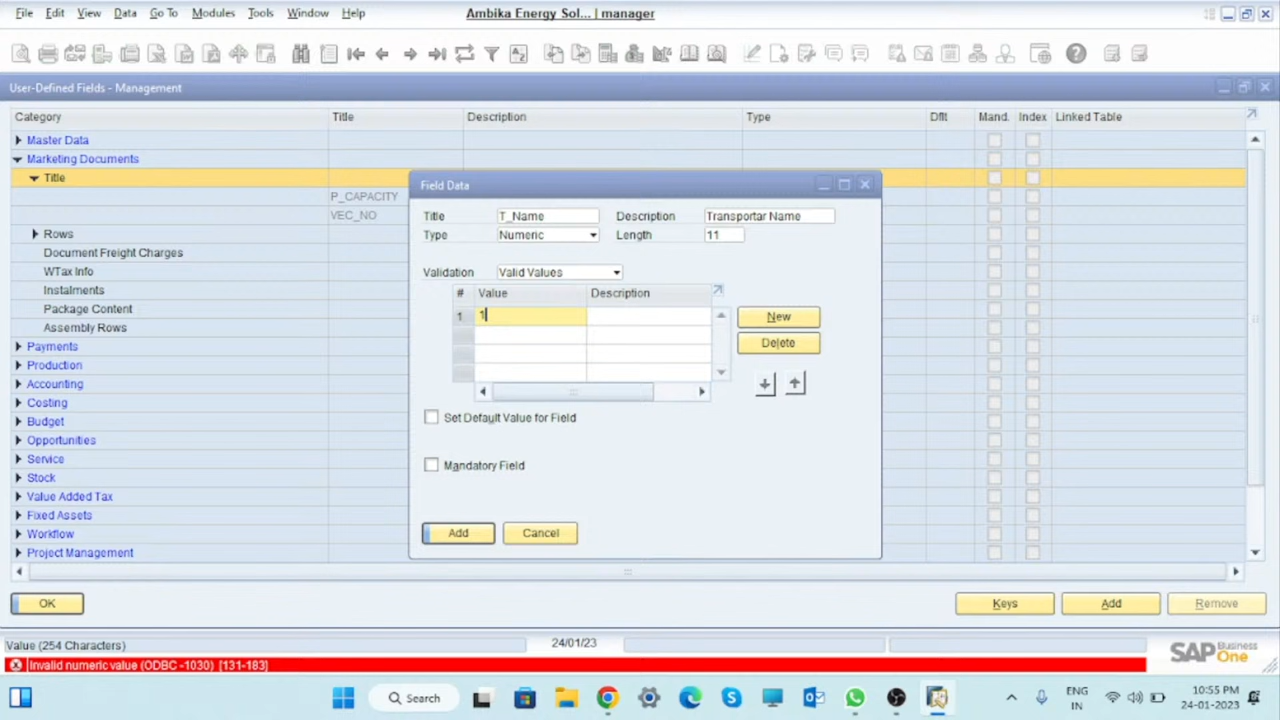 File Edit View Data Go To Modules Tools Window Help Ambika Energy Sol... | manager
User-Defined Fields - Management
Category Title Description Type Dflt Mand. Index Linked Table
Master Data
Marketing Documents
Title
P_CAPACITY
VEC_NO
Rows
Document Freight Charges
WTax Info
Instalments
Package Content
Assembly Rows
Payments
Production
Accounting
Costing
Budget
Opportunities
Service
Stock
Value Added Tax
Fixed Assets
Workflow
Project Management
Field Data
Title T_Name Description Transportar Name
Type Numeric Length 11
Validation Valid Values
# Value Description
1 1
New
Delete
Set Default Value for Field
Mandatory Field
Add Cancel
OK Keys Add Remove
Value (254 Characters) 24/01/23
Invalid numeric value (ODBC -1030) [131-183]
SAP Business One
Search
ENG
IN
10:55 PM
24-01-2023